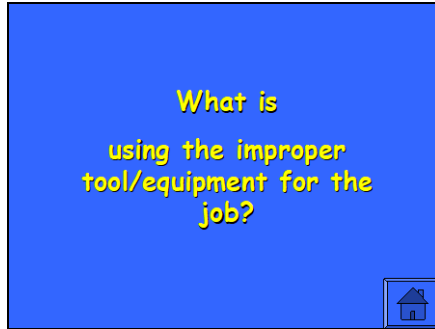 What is
using the improper
tool/equipment for the
job?